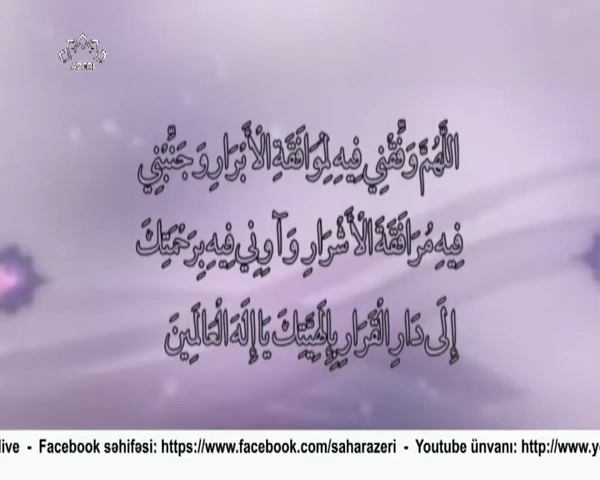 AZERI
اللَّهُمَّ وَفِّقْنِي فِيهِ لِمُوَافَقَةِ الْأَبْرَارِ وَ جَنِّبْنِي
فِيهِ مُرَافَقَةَ الْأَشْرَارِ وَ آوِنِي فِيهِ بِرَحْمَتِكَ
إِلَى دَارِ الْقَرَارِ بِإِلَهِيَّتِكَ يَا إِلَهَ الْعَالَمِينَ
live - Facebook səhifəsi: https://www.facebook.com/saharazeri - Youtube ünvanı: http://www.y